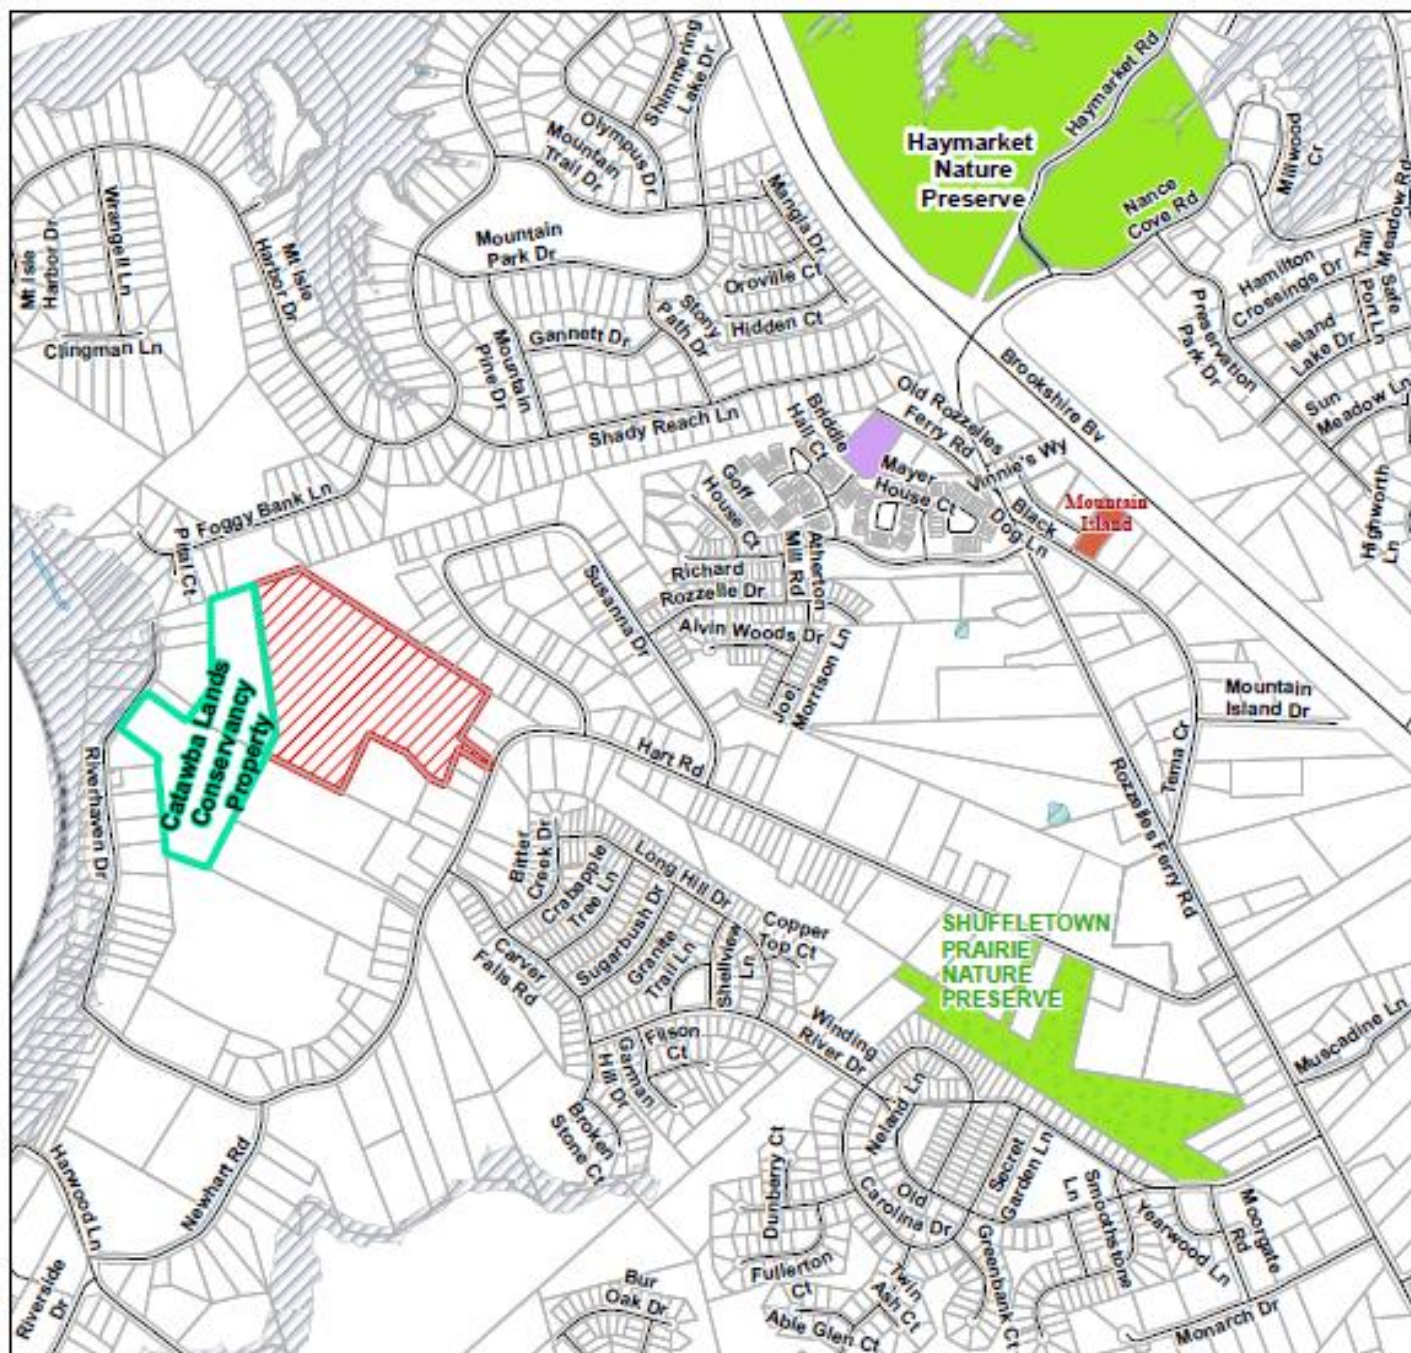 Shimmering
Lake Dr
Olympus Dr
Mountain
Trail Dr
Haymarket Rd
Haymarket
Nature
Preserve
Millwood
Cr
Nance
Cove Rd
Wrangell Ln
Mt Isle
Harbor Dr
Mt Isle
Harbor Dr
Clingman Ln
Mountain
Park Dr
Mangla Dr
Oroville Ct
Hidden Ct
Stony
Path Dr
Gannett Dr
Mountain
Pine Dr
Shady Reach Ln
Hamilton
Crossings Dr
Tall
Meadow Rd
Safe
Port Ln
Island
Lake Dr
Preservation
Park Dr
Sun
Meadow Ln
Highworth
Ln
Brookshire Bv
Old Rozzelles
Ferry Rd
Vinnie's Wy
Briddle
Hall Ct
Mayer
House Ct
Goff
House Ct
Black
Dog Ln
Mountain
Island
Foggy Bank Ln
Pital Ct
Atherton
Mill Rd
Richard
Rozzelle Dr
Alvin Woods Dr
Joel
Morrison Ln
Susanna Dr
Hart Rd
Catawba Lands
Conservancy
Property
Riverhaven Dr
Mountain
Island Dr
Tema Cr
Rozzelles Ferry Rd
Bitter
Creek Dr
Crabapple
Tree Ln
Long Hill Dr
Sugarbush Dr
Granite
Trail Ln
Shellview
Ln
Copper
Top Ct
Carver
Falls Rd
SHUFFLETOWN
PRAIRIE
NATURE
PRESERVE
Winding
River Dr
Filson
Ct
Garman
Hill Dr
Broken
Stone Ct
Muscadine Ln
Neland Ln
Secret
Garden Ln
Old
Carolina Dr
Dunberry Ct
Fullerton
Ct
Twin
Ash Ct
Able Glen Ct
Greenbank Ct
Smoothstone
Ln
Yearwood Ln
Moorgate
Rd
Monarch Dr
Bur
Oak Dr
Newhart Rd
Harwood Ln
Riverside
Dr